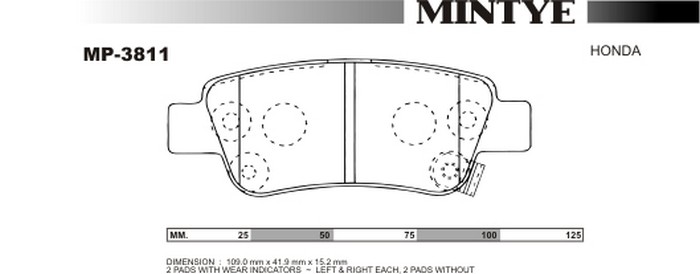 MINTYE
MP-3811
HONDA
MM. 25 50 75 100 125
DIMENSION : 109.0 mm x 41.9 mm x 15.2 mm
2 PADS WITH WEAR INDICATORS ~ LEFT & RIGHT EACH, 2 PADS WITHOUT